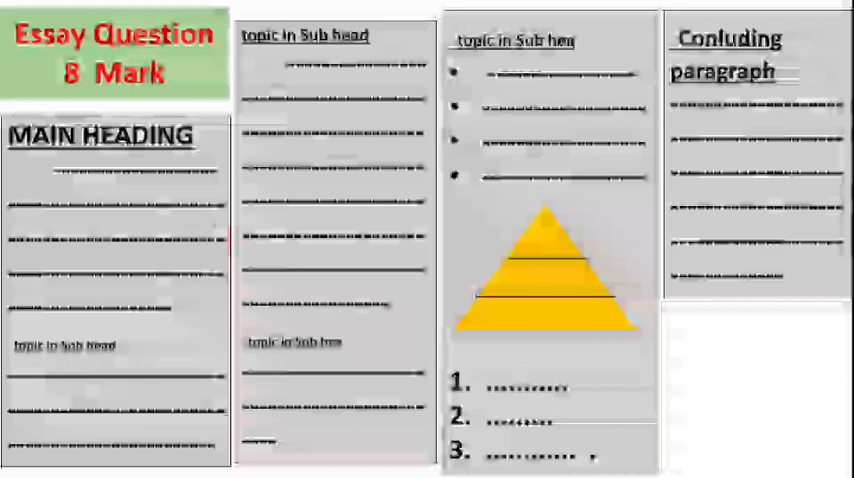 Essay Question
8 Mark
MAIN HEADING
topic in Sub head
topic in Sub head
topic in Sub hea
topic in Sub hea
1. ..........
2. ........
3. ........... .
Confuding
paragraph